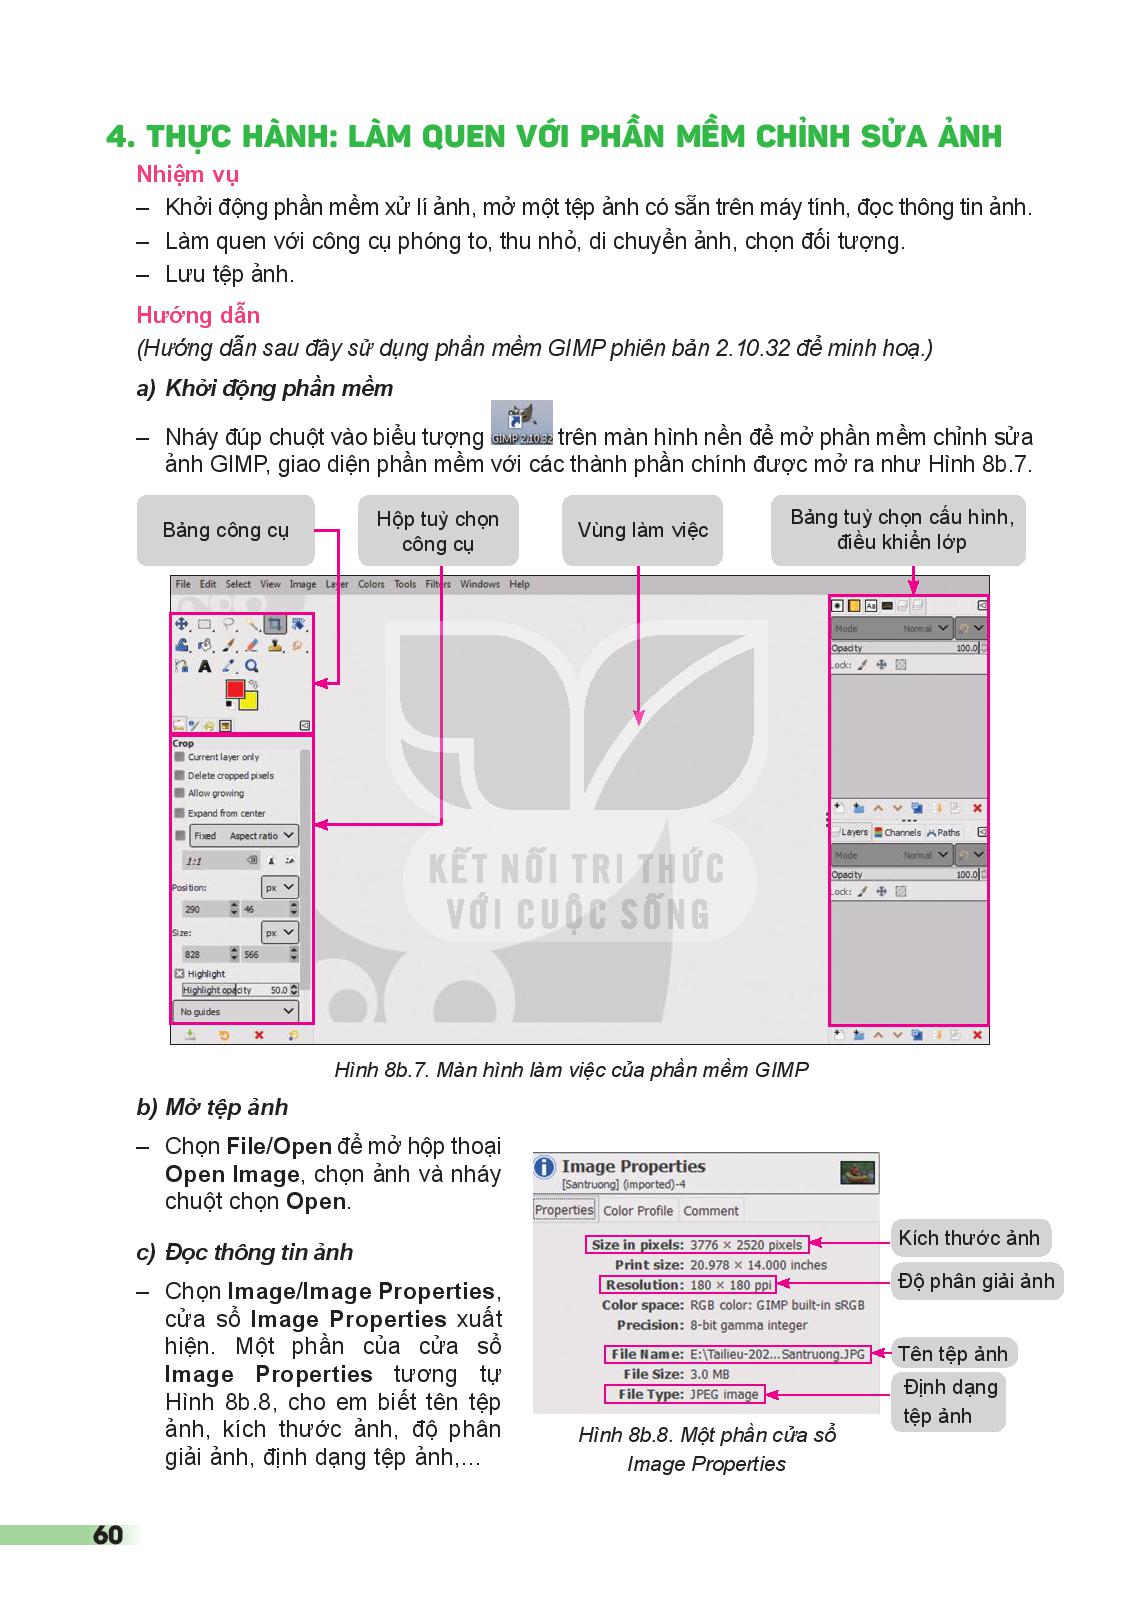 4. THỰC HÀNH: LÀM QUEN VỚI PHẦN MỀM CHỈNH SỬA ẢNH
Nhiệm vụ
– Khởi động phần mềm xử lí ảnh, mở một tệp ảnh có sẵn trên máy tính, đọc thông tin ảnh.
– Làm quen với công cụ phóng to, thu nhỏ, di chuyển ảnh, chọn đối tượng.
– Lưu tệp ảnh.
Hướng dẫn
(Hướng dẫn sau đây sử dụng phần mềm GIMP phiên bản 2.10.32 để minh hoạ.)
a) Khởi động phần mềm
– Nháy đúp chuột vào biểu tượng GIMP 2.10.32 trên màn hình nền để mở phần mềm chỉnh sửa
ảnh GIMP, giao diện phần mềm với các thành phần chính được mở ra như Hình 8b.7.
Bảng công cụ
Hộp tuỳ chọn
công cụ
Vùng làm việc
Bảng tuỳ chọn cấu hình,
điều khiển lớp
File Edit Select View Image Layer Colors Tools Filters Windows Help
Crop
Current layer only
Delete cropped pixels
Allow growing
Expand from center
Fixed Aspect ratio
1:1
Position: px
290 46
Size: px
828 566
Highlight
Highlight opacity 50.0
No guides
Aa
Mode Normal
Opacity 100.0
Lock:
Layers Channels Paths
Mode Normal
Opacity 100.0
Lock:
KẾT NỐI TRI THỨC
VỚI CUỘC SỐNG
Hình 8b.7. Màn hình làm việc của phần mềm GIMP
b) Mở tệp ảnh
– Chọn File/Open để mở hộp thoại
Open Image, chọn ảnh và nháy
chuột chọn Open.
c) Đọc thông tin ảnh
– Chọn Image/Image Properties,
cửa sổ Image Properties xuất
hiện. Một phần của cửa sổ
Image Properties tương tự
Hình 8b.8, cho em biết tên tệp
ảnh, kích thước ảnh, độ phân
giải ảnh, định dạng tệp ảnh,...
Image Properties
[Santruong] (imported)-4
Properties Color Profile Comment
Size in pixels: 3776 × 2520 pixels
Print size: 20.978 × 14.000 inches
Resolution: 180 × 180 ppi
Color space: RGB color: GIMP built-in sRGB
Precision: 8-bit gamma integer
File Name: E:\Tailieu-202...Santruong.JPG
File Size: 3.0 MB
File Type: JPEG image
Kích thước ảnh
Độ phân giải ảnh
Tên tệp ảnh
Định dạng
tệp ảnh
Hình 8b.8. Một phần cửa sổ
Image Properties
60